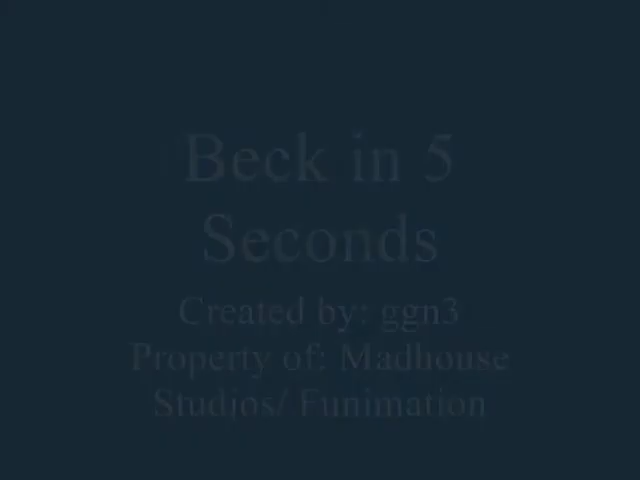 Beck in 5
Seconds
Created by: ggn3
Property of: Madhouse
Studios/ Funimation